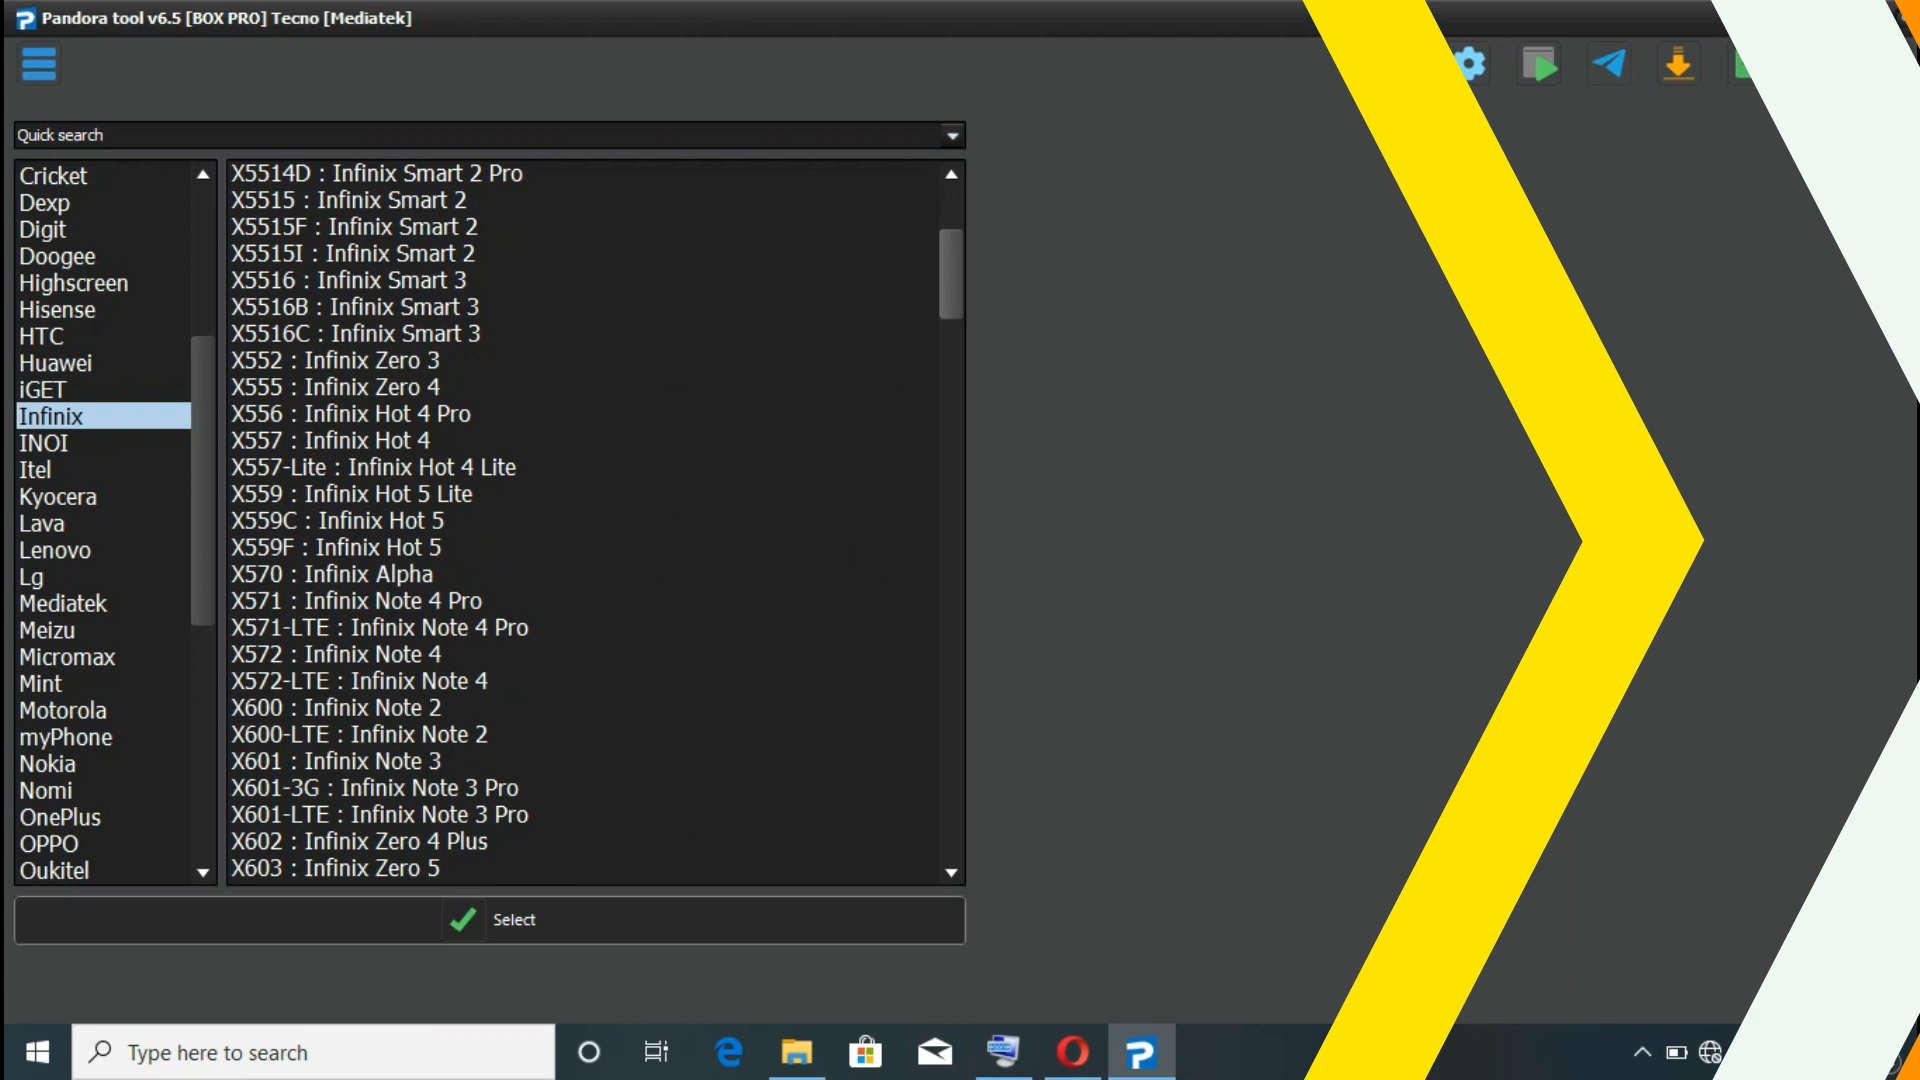 Pandora tool v6.5 [BOX PRO] Tecno [Mediatek]
Quick search
Cricket
Dexp
Digit
Doogee
Highscreen
Hisense
HTC
Huawei
iGET
Infinix
INOI
Itel
Kyocera
Lava
Lenovo
Lg
Mediatek
Meizu
Micromax
Mint
Motorola
myPhone
Nokia
Nomi
OnePlus
OPPO
Oukitel
X5514D : Infinix Smart 2 Pro
X5515 : Infinix Smart 2
X5515F : Infinix Smart 2
X5515I : Infinix Smart 2
X5516 : Infinix Smart 3
X5516B : Infinix Smart 3
X5516C : Infinix Smart 3
X552 : Infinix Zero 3
X555 : Infinix Zero 4
X556 : Infinix Hot 4 Pro
X557 : Infinix Hot 4
X557-Lite : Infinix Hot 4 Lite
X559 : Infinix Hot 5 Lite
X559C : Infinix Hot 5
X559F : Infinix Hot 5
X570 : Infinix Alpha
X571 : Infinix Note 4 Pro
X571-LTE : Infinix Note 4 Pro
X572 : Infinix Note 4
X572-LTE : Infinix Note 4
X600 : Infinix Note 2
X600-LTE : Infinix Note 2
X601 : Infinix Note 3
X601-3G : Infinix Note 3 Pro
X601-LTE : Infinix Note 3 Pro
X602 : Infinix Zero 4 Plus
X603 : Infinix Zero 5
Select
Type here to search